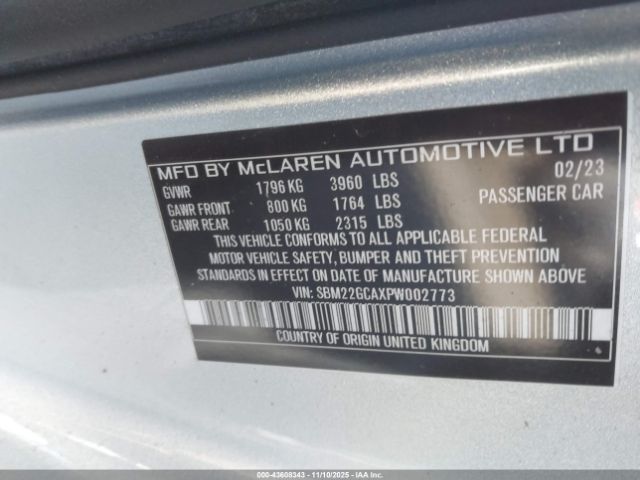 MFD BY McLAREN AUTOMOTIVE LTD
02/23
GVWR 1796 KG 3960 LBS
PASSENGER CAR
GAWR FRONT 800 KG 1764 LBS
GAWR REAR 1050 KG 2315 LBS
THIS VEHICLE CONFORMS TO ALL APPLICABLE FEDERAL
MOTOR VEHICLE SAFETY, BUMPER AND THEFT PREVENTION
STANDARDS IN EFFECT ON DATE OF MANUFACTURE SHOWN ABOVE
VIN: SBM22GCAXPW002773
COUNTRY OF ORIGIN UNITED KINGDOM
000-43608343 - 11/10/2025 - IAAI.COM